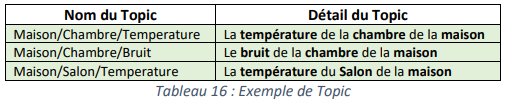 Nom du Topic Détail du Topic
Maison/Chambre/Temperature La température de la chambre de la maison
Maison/Chambre/Bruit Le bruit de la chambre de la maison
Maison/Salon/Temperature La température du Salon de la maison
Tableau 16 : Exemple de Topic